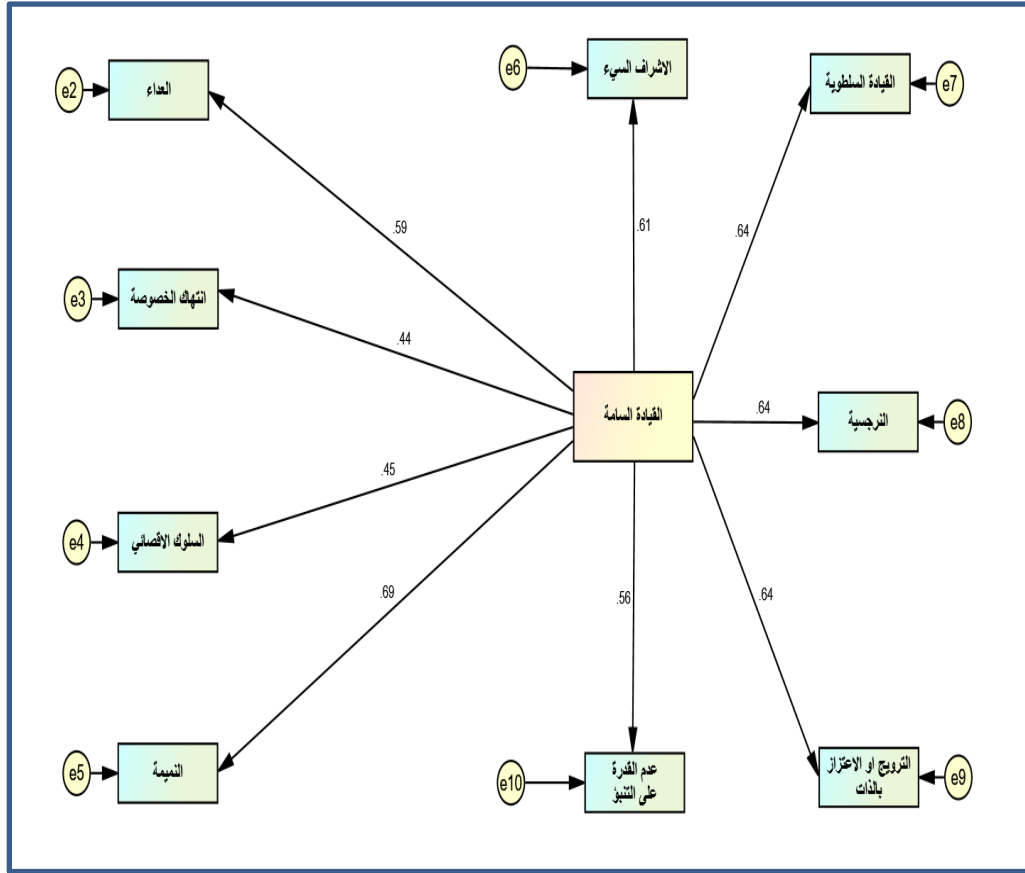 e6
الاشراف السيء
القيادة السلطوية
e7
e2
العداء
.59
.61
.64
e3
انتهاك الخصوصة
.44
القيادة السامة
.64
النرجسية
e8
e4
السلوك الاقصائي
.45
.69
.56
.64
e5
النميمة
e10
عدم القدرة
على التنبؤ
الترويج او الاعتزاز
بالذات
e9